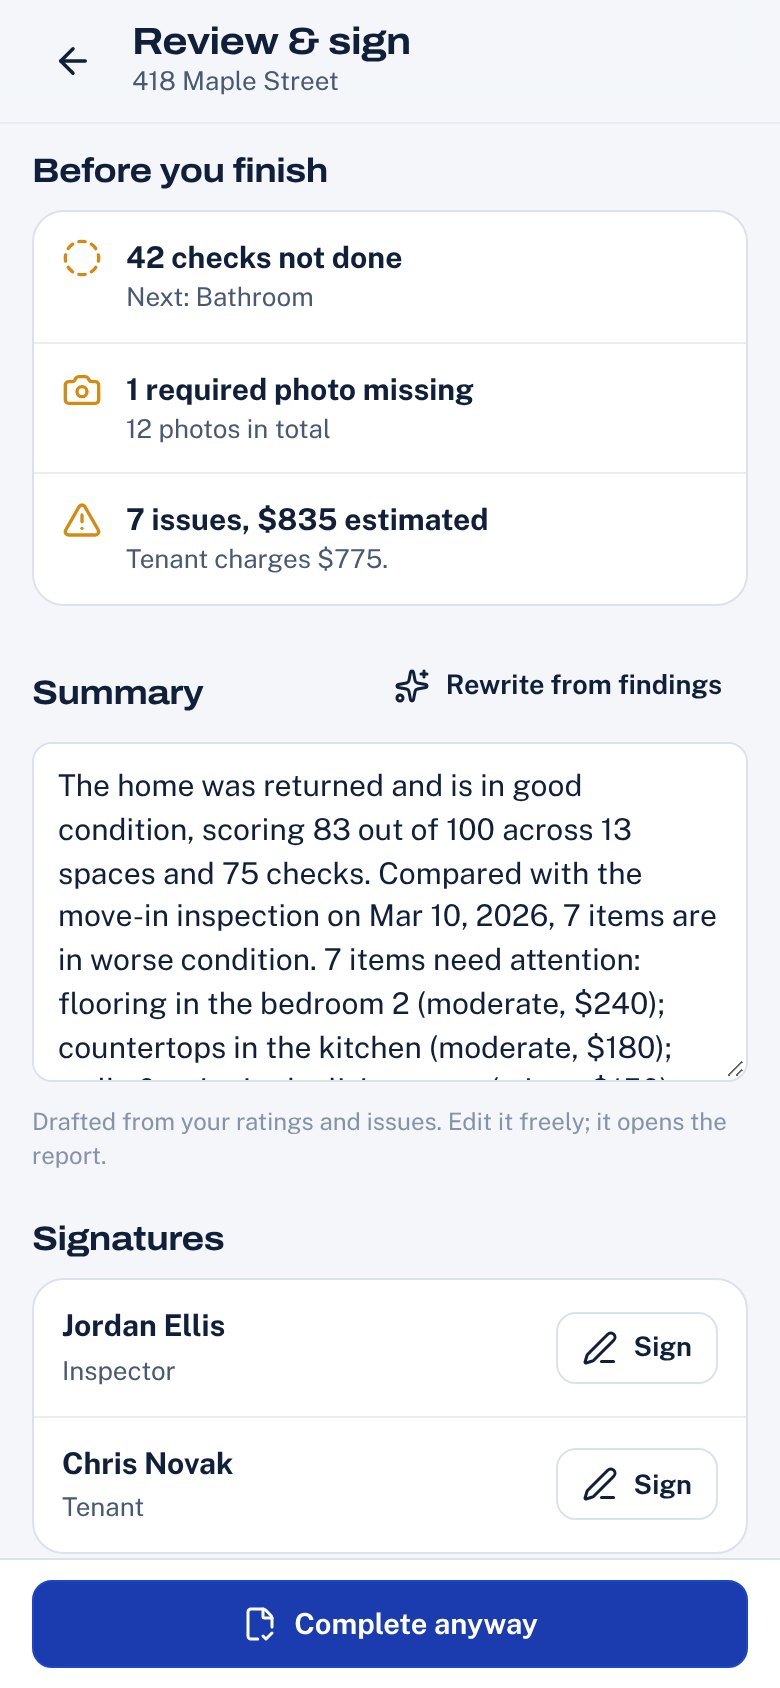 Review & sign
418 Maple Street
Before you finish
42 checks not done
Next: Bathroom
1 required photo missing
12 photos in total
7 issues, $835 estimated
Tenant charges $775.
Summary
Rewrite from findings
The home was returned and is in good
condition, scoring 83 out of 100 across 13
spaces and 75 checks. Compared with the
move-in inspection on Mar 10, 2026, 7 items are
in worse condition. 7 items need attention:
flooring in the bedroom 2 (moderate, $240);
countertops in the kitchen (moderate, $180);
Drafted from your ratings and issues. Edit it freely; it opens the
report.
Signatures
Jordan Ellis
Inspector
Sign
Chris Novak
Tenant
Sign
Complete anyway